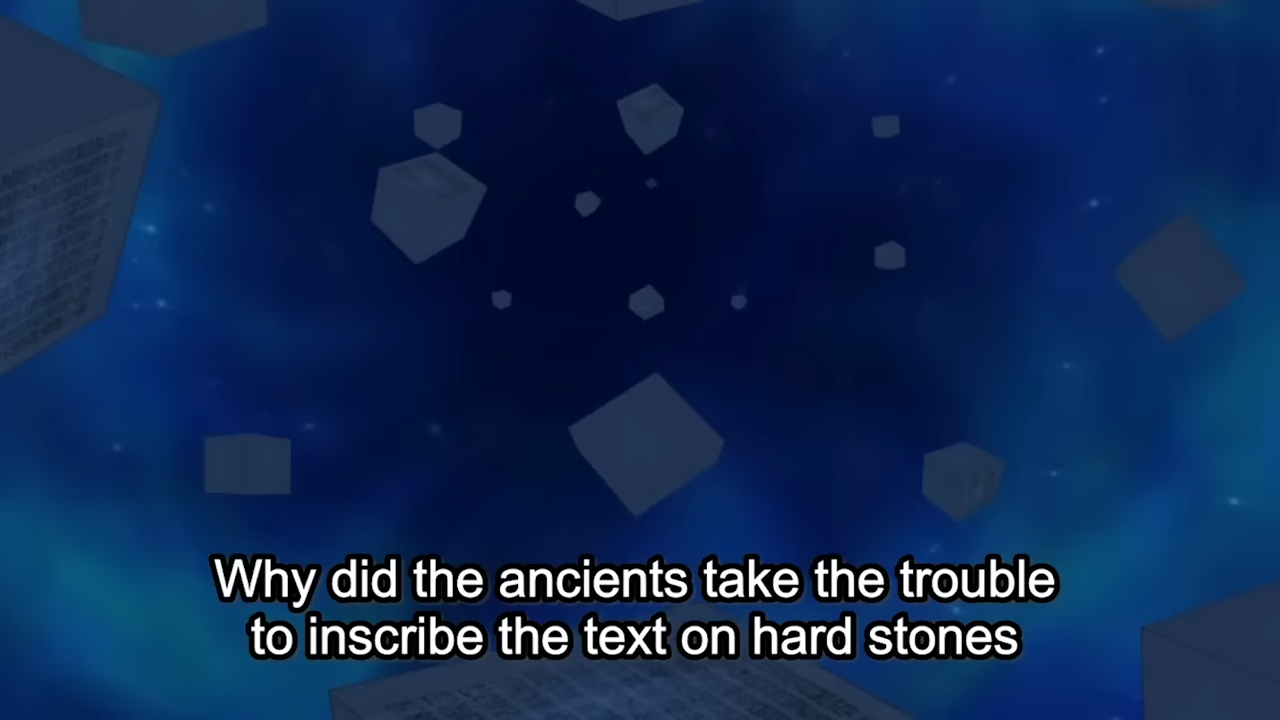 Why did the ancients take the trouble
to inscribe the text on hard stones